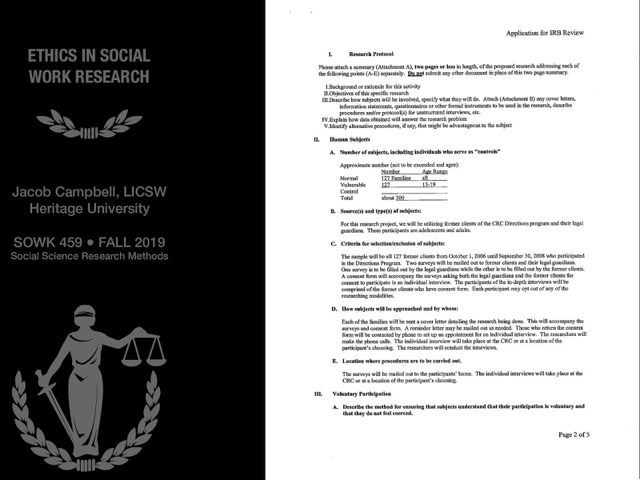 ETHICS IN SOCIAL
WORK RESEARCH
Jacob Campbell, LICSW
Heritage University
SOWK 459 • FALL 2019
Social Science Research Methods
Application for IRB Review
I. Research Protocol
Please attach a summary (Attachment A), two pages or less in length, of the proposed research addressing each of
the following points (A-E) separately. Do not submit any other document in place of this two page summary.
I.Background or rationale for this activity
II.Objectives of this specific research
III.Describe how subjects will be involved, specify what they will do. Attach (Attachment B) any cover letters,
information statements, questionnaires or other formal instruments to be used in the research, describe
procedures and/or protocol(s) for unstructured interviews, etc.
IV.Explain how data obtained will answer the research problem
V.Identify alternative procedures, if any, that might be advantageous to the subject
II. Human Subjects
A. Number of subjects, including individuals who serve as "controls"
Approximate number (not to be exceeded and ages):
Number Age Range
Normal 127 Families all
Vulnerable 127 13-19
Control
Total about 300
B. Source(s) and type(s) of subjects:
For this research project, we will be utilizing former clients of the CRC Directions program and their legal
guardians. These participants are adolescents and adults.
C. Criteria for selection/exclusion of subjects:
The sample will be all 127 former clients from October 1, 2006 until September 30, 2008 who participated
in the Directions Program. Two surveys will be mailed out to former clients and their legal guardians.
One survey is to be filled out by the legal guardians while the other is to be filled out by the former clients.
A consent form will accompany the surveys asking both the legal guardians and the former clients for
consent to participate in an individual interview. The participants of the in-depth interviews will be
comprised of the former clients who have consent form. Each participant may opt out of any of the
researching modalities.
D. How subjects will be approached and by whom:
Each of the families will be sent a cover letter detailing the research being done. This will accompany the
surveys and consent form. A reminder letter may be mailed out as needed. Those who return the consent
form will be contacted by phone to set up an appointment for an individual interview. The researchers will
make the phone calls. The individual interview will take place at the CRC or at a location of the
participant's choosing. The researchers will conduct the interviews.
E. Location where procedures are to be carried out.
The surveys will be mailed out to the participants' home. The individual interviews will take place at the
CRC or at a location of the participant's choosing.
III. Voluntary Participation
A. Describe the method for ensuring that subjects understand that their participation is voluntary and
that they do not feel coerced.
Page 2 of 5